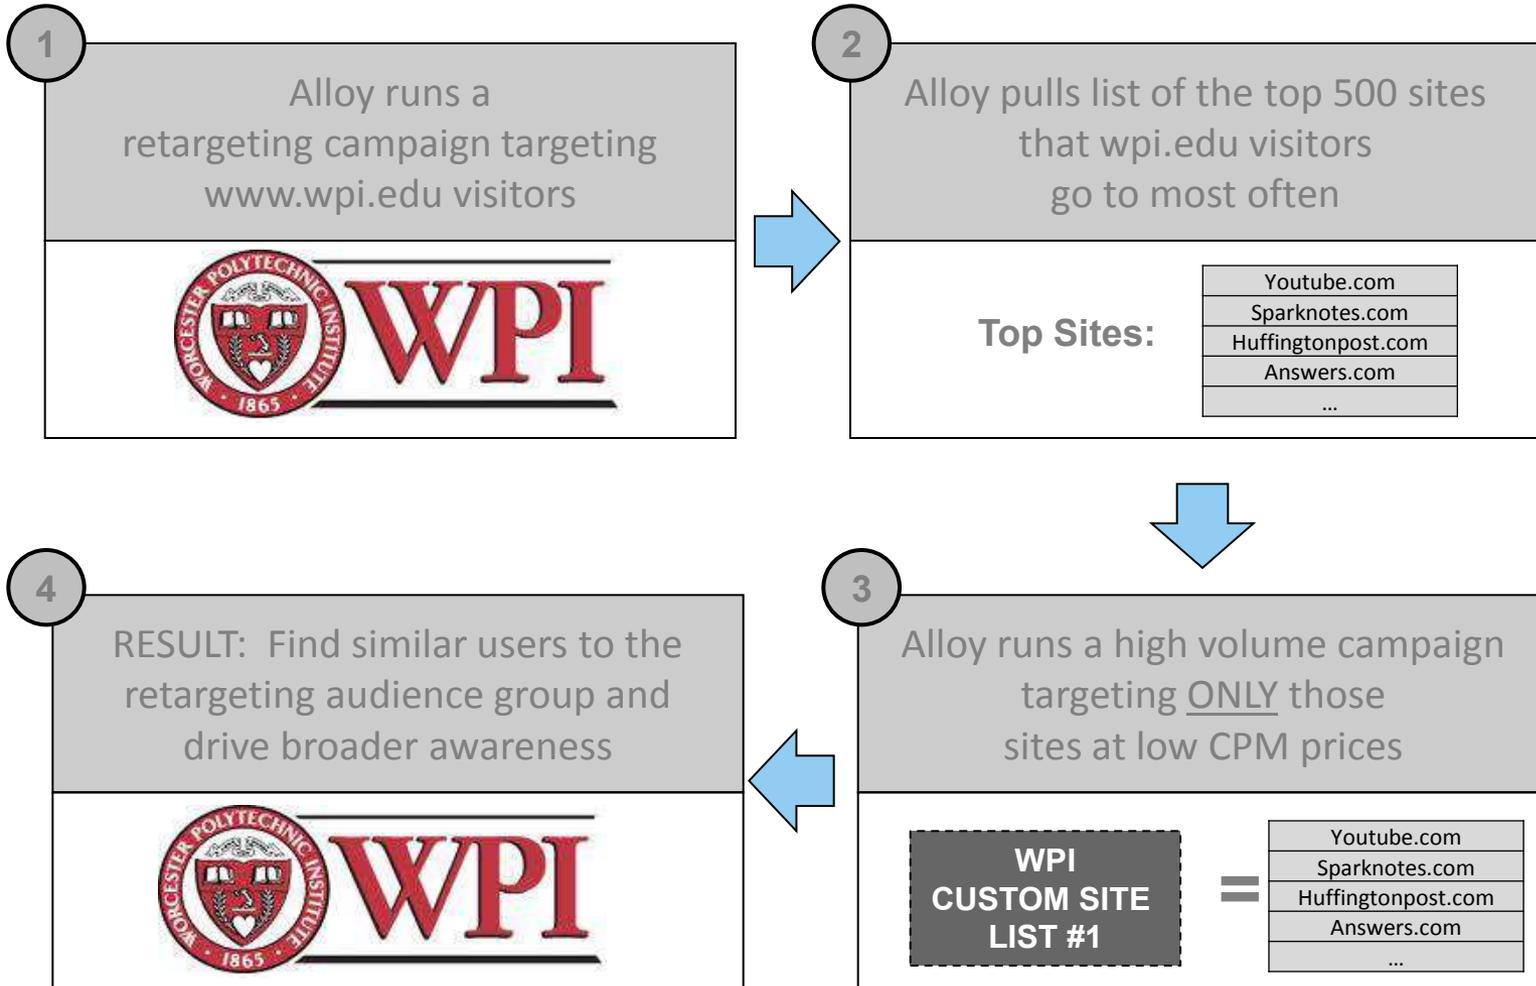 1
Alloy runs a
retargeting campaign targeting
www.wpi.edu visitors
WORCESTER POLYTECHNIC INSTITUTE
1865
WPI
2
Alloy pulls list of the top 500 sites
that wpi.edu visitors
go to most often
Top Sites:
Youtube.com
Sparknotes.com
Huffingtonpost.com
Answers.com
...
3
Alloy runs a high volume campaign
targeting ONLY those
sites at low CPM prices
WPI
CUSTOM SITE
LIST #1
=
Youtube.com
Sparknotes.com
Huffingtonpost.com
Answers.com
...
4
RESULT: Find similar users to the
retargeting audience group and
drive broader awareness
WORCESTER POLYTECHNIC INSTITUTE
1865
WPI